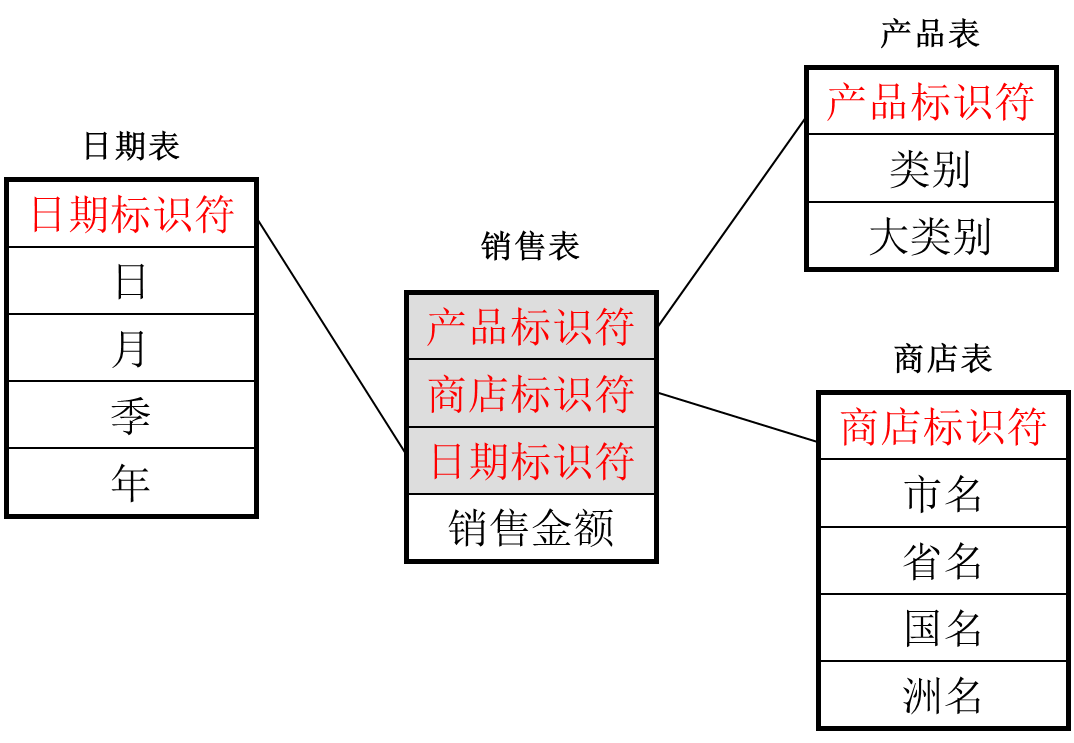 日期表
日期标识符
日
月
季
年
销售表
产品标识符
商店标识符
日期标识符
销售金额
产品表
产品标识符
类别
大类别
商店表
商店标识符
市名
省名
国名
洲名